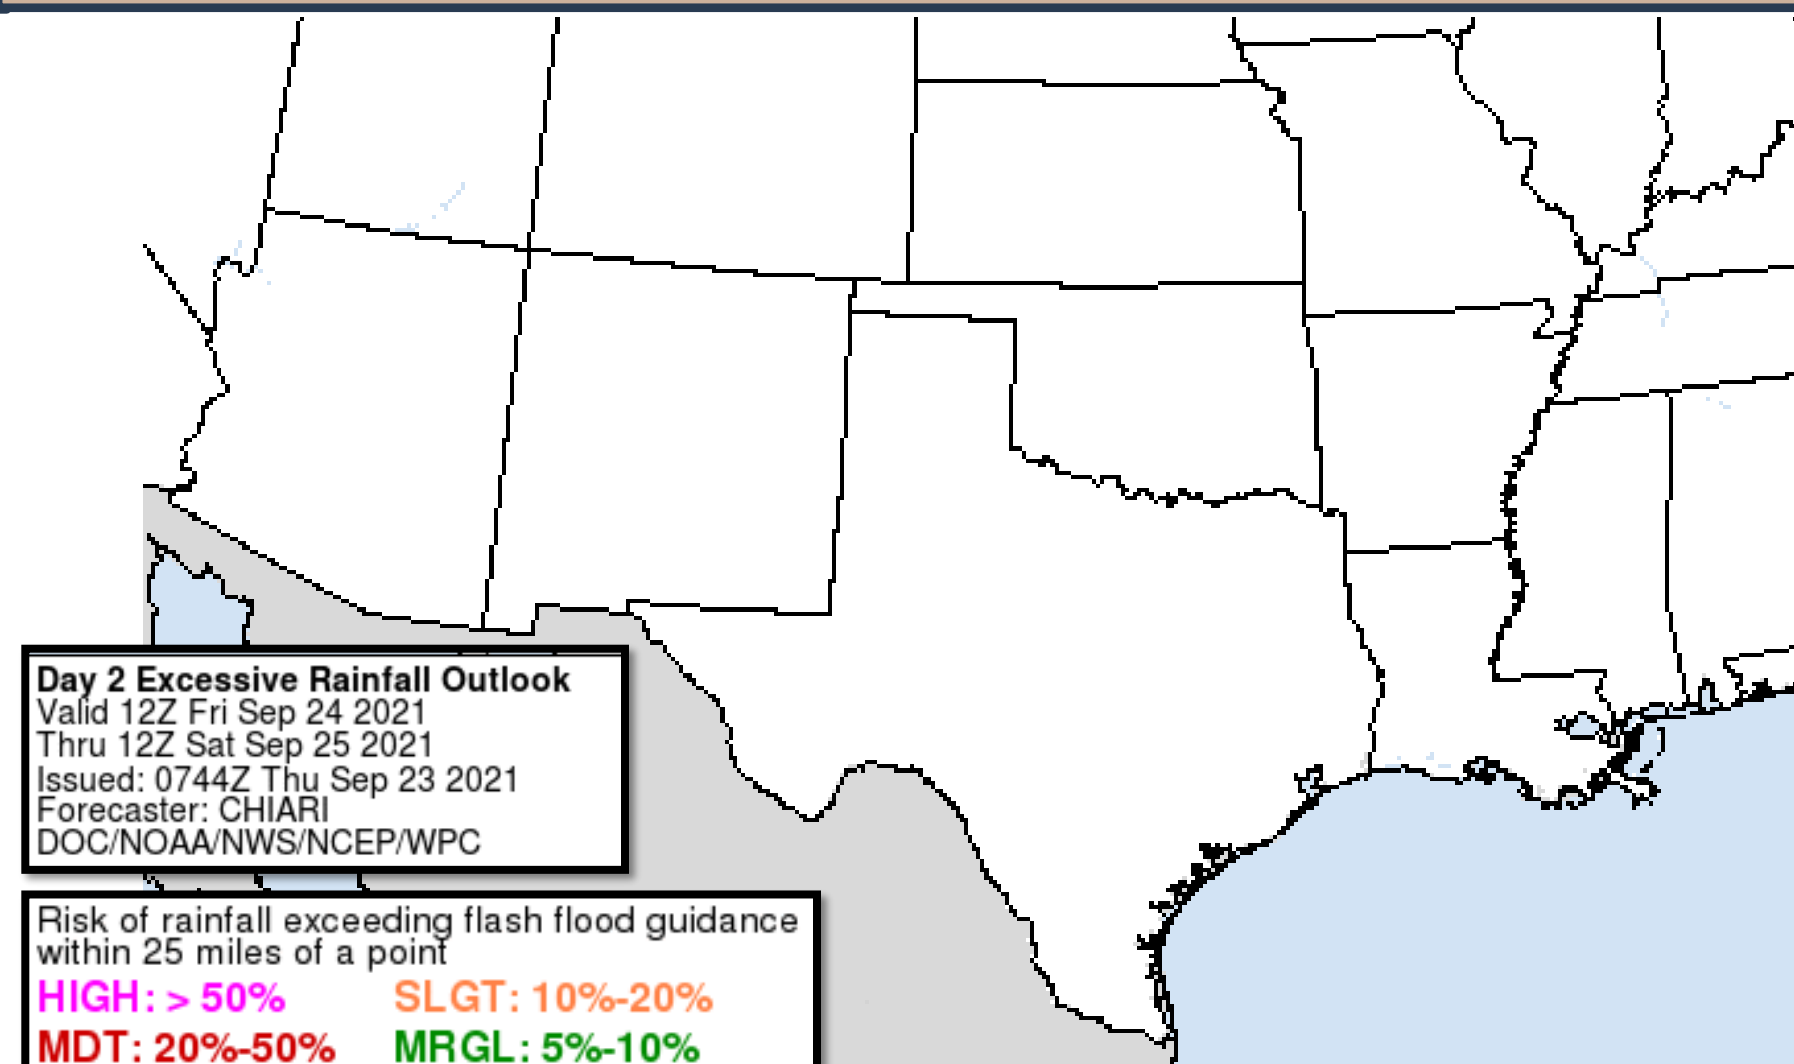 Day 2 Excessive Rainfall Outlook
Valid 12Z Fri Sep 24 2021
Thru 12Z Sat Sep 25 2021
Issued: 0744Z Thu Sep 23 2021
Forecaster: CHIARI
DOC/NOAA/NWS/NCEP/WPC
Risk of rainfall exceeding flash flood guidance
within 25 miles of a point
HIGH: > 50% SLGT: 10%-20%
MDT: 20%-50% MRGL: 5%-10%